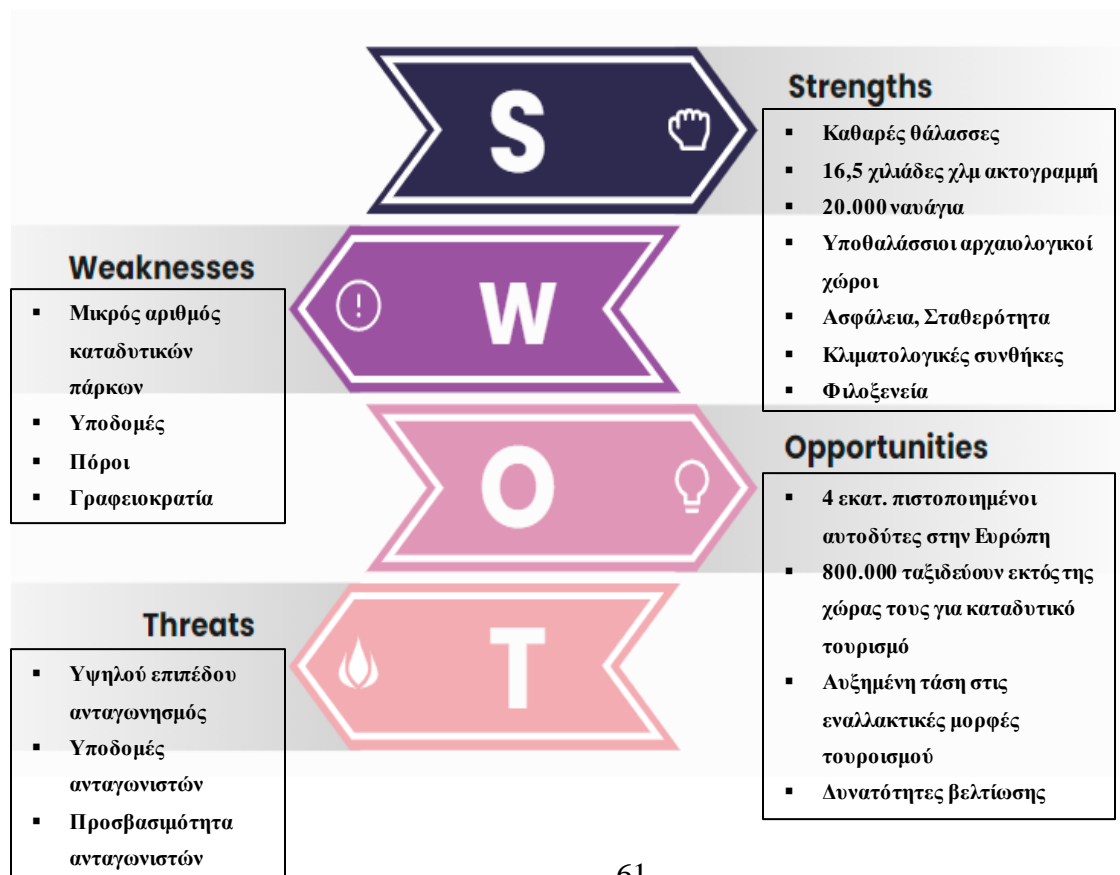 S
Strengths
▪ Καθαρές θάλασσες
▪ 16,5 χιλιάδες χλμ ακτογραμμή
▪ 20.000 ναυάγια
▪ Υποθαλάσσιοι αρχαιολογικοί
χώροι
▪ Ασφάλεια, Σταθερότητα
▪ Κλιματολογικές συνθήκες
▪ Φιλοξενεία
Weaknesses
W
▪ Μικρός αριθμός
καταδυτικών
πάρκων
▪ Υποδομές
▪ Πόροι
▪ Γραφειοκρατία
O
Opportunities
▪ 4 εκατ. πιστοποιημένοι
αυτοδύτες στην Ευρώπη
▪ 800.000 ταξιδεύουν εκτός της
χώρας τους για καταδυτικό
τουρισμό
▪ Αυξημένη τάση στις
εναλλακτικές μορφές
τουροισμού
▪ Δυνατότητες βελτίωσης
Threats
T
▪ Υψηλού επιπέδου
ανταγωνησμός
▪ Υποδομές
ανταγωνιστών
▪ Προσβασιμότητα
ανταγωνιστών
61